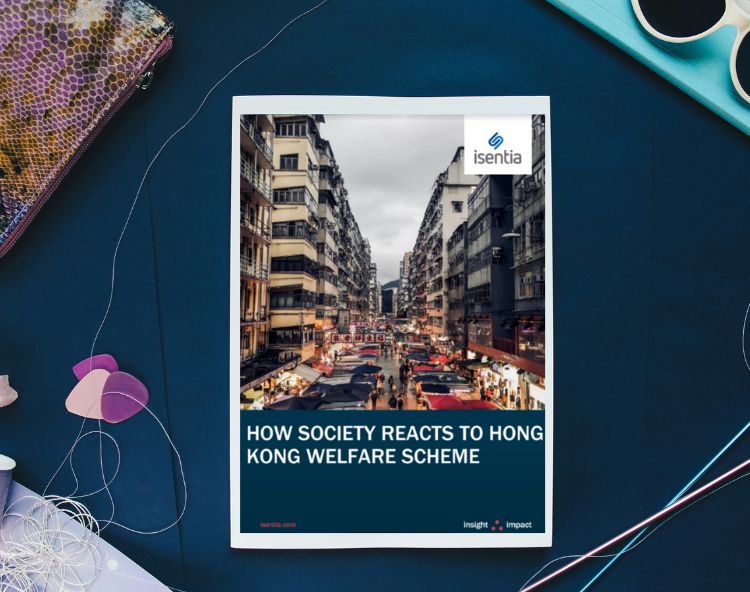 isentia
HOW SOCIETY REACTS TO HONG
KONG WELFARE SCHEME
isentia.com
insight impact